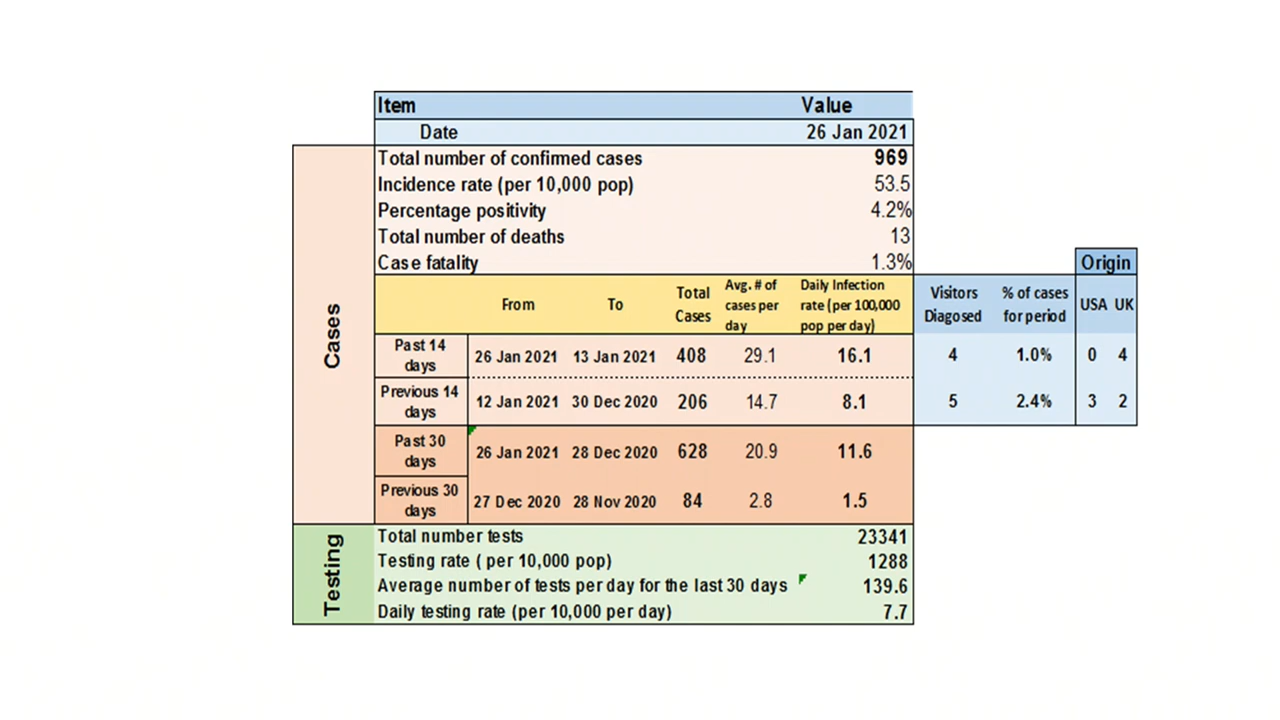 Item Value
Date 26 Jan 2021
Cases
Total number of confirmed cases 969
Incidence rate (per 10,000 pop) 53.5
Percentage positivity 4.2%
Total number of deaths 13
Case fatality 1.3%
Origin
From To Total Cases Avg. # of cases per day Daily Infection rate (per 100,000 pop per day) Visitors Diagosed % of cases for period USA UK
Past 14 days 26 Jan 2021 13 Jan 2021 408 29.1 16.1 4 1.0% 0 4
Previous 14 days 12 Jan 2021 30 Dec 2020 206 14.7 8.1 5 2.4% 3 2
Past 30 days 26 Jan 2021 28 Dec 2020 628 20.9 11.6
Previous 30 days 27 Dec 2020 28 Nov 2020 84 2.8 1.5
Testing
Total number tests 23341
Testing rate ( per 10,000 pop) 1288
Average number of tests per day for the last 30 days 139.6
Daily testing rate (per 10,000 per day) 7.7